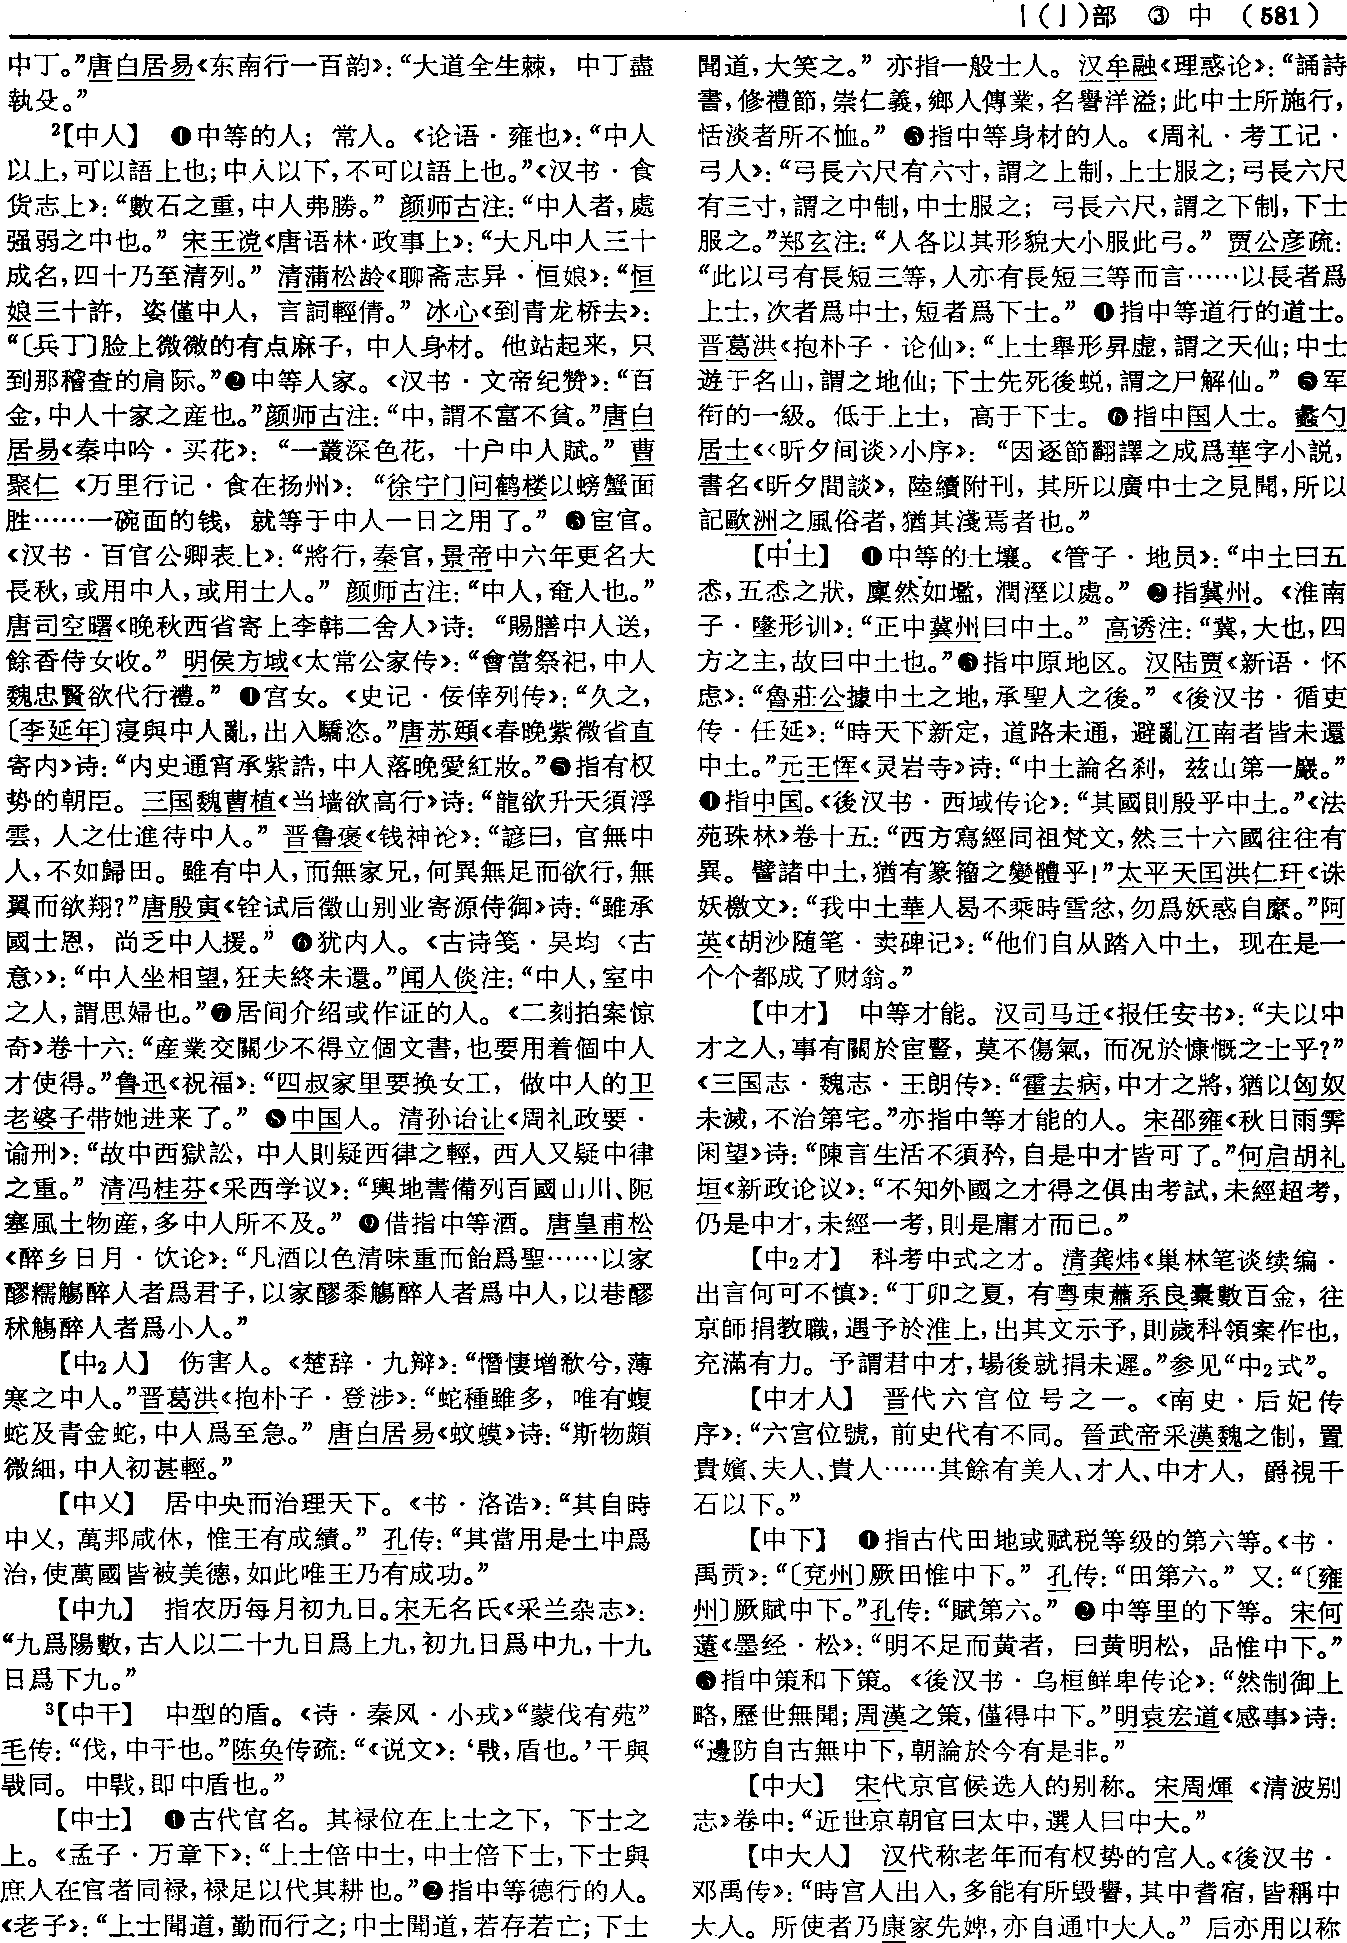 丨(亅)部 ③ 中 (581)
中丁。”唐白居易《东南行一百韵》：“大道全生棘，中丁盡
執殳。”
²【中人】 ❶中等的人；常人。《论语·雍也》：“中人
以上，可以語上也；中人以下，不可以語上也。”《汉书·食
货志上》：“數石之重，中人弗勝。”颜师古注：“中人者，處
强弱之中也。”宋王谠《唐语林·政事上》：“大凡中人三十
成名，四十乃至清列。”清蒲松龄《聊斋志异·恒娘》：“恒
娘三十許，姿僅中人，言詞輕倩。”冰心《到青龙桥去》：
“〔兵丁〕脸上微微的有点麻子，中人身材。他站起来，只
到那稽查的肩际。”❷中等人家。《汉书·文帝纪赞》：“百
金，中人十家之産也。”颜师古注：“中，謂不富不貧。”唐白
居易《秦中吟·买花》：“一叢深色花，十户中人賦。”曹
聚仁《万里行记·食在扬州》：“徐宁门问鹤楼以螃蟹面
胜……一碗面的钱，就等于中人一日之用了。”❸宦官。
《汉书·百官公卿表上》：“將行，秦官，景帝中六年更名大
長秋，或用中人，或用士人。”颜师古注：“中人，奄人也。”
唐司空曙《晚秋西省寄上李韩二舍人》诗：“賜膳中人送，
餘香侍女收。”明侯方域《太常公家传》：“會當祭祀，中人
魏忠賢欲代行禮。”❹宫女。《史记·佞倖列传》：“久之，
〔李延年〕寖與中人亂，出入驕恣。”唐苏頲《春晚紫微省直
寄内》诗：“内史通宵承紫誥，中人落晚愛紅妝。”❺指有权
势的朝臣。三国魏曹植《当墙欲高行》诗：“龍欲升天須浮
雲，人之仕進待中人。”晋鲁褒《钱神论》：“諺曰，官無中
人，不如歸田。雖有中人，而無家兄，何異無足而欲行，無
翼而欲翔？”唐殷寅《铨试后徵山别业寄源侍御》诗：“雖承
國士恩，尚乏中人援。”❻犹内人。《古诗笺·吴均〈古
意〉》：“中人坐相望，狂夫終未還。”闻人倓注：“中人，室中
之人，謂思婦也。”❼居间介绍或作证的人。《二刻拍案惊
奇》卷十六：“産業交關少不得立個文書，也要用着個中人
才使得。”鲁迅《祝福》：“四叔家里要换女工，做中人的卫
老婆子带她进来了。”❽中国人。清孙诒让《周礼政要·
谕刑》：“故中西獄訟，中人則疑西律之輕，西人又疑中律
之重。”清冯桂芬《采西学议》：“輿地書備列百國山川、阨
塞風土物産，多中人所不及。”❾借指中等酒。唐皇甫松
《醉乡日月·饮论》：“凡酒以色清味重而飴爲聖……以家
醪糯觴醉人者爲君子，以家醪黍觴醉人者爲中人，以巷醪
秫觴醉人者爲小人。”
【中₂人】 伤害人。《楚辞·九辩》：“憯悽增欷兮，薄
寒之中人。”晋葛洪《抱朴子·登涉》：“蛇種雖多，唯有蝮
蛇及青金蛇，中人爲至急。”唐白居易《蚊蟆》诗：“斯物頗
微細，中人初甚輕。”
【中乂】 居中央而治理天下。《书·洛诰》：“其自時
中乂，萬邦咸休，惟王有成績。”孔传：“其當用是土中爲
治，使萬國皆被美德，如此唯王乃有成功。”
【中九】 指农历每月初九日。宋无名氏《采兰杂志》：
“九爲陽數，古人以二十九日爲上九，初九日爲中九，十九
日爲下九。”
³【中干】 中型的盾。《诗·秦风·小戎》“蒙伐有苑”
毛传：“伐，中干也。”陈奂传疏：“《说文》：‘戰，盾也。’干與
戰同。中戰，即中盾也。”
【中士】 ❶古代官名。其禄位在上士之下，下士之
上。《孟子·万章下》：“上士倍中士，中士倍下士，下士與
庶人在官者同禄，禄足以代其耕也。”❷指中等德行的人。
《老子》：“上士聞道，勤而行之；中士聞道，若存若亡；下士
聞道，大笑之。”亦指一般士人。汉牟融《理惑论》：“誦詩
書，修禮節，崇仁義，鄉人傳業，名譽洋溢；此中士所施行，
恬淡者所不恤。”❸指中等身材的人。《周礼·考工记·
弓人》：“弓長六尺有六寸，謂之上制，上士服之；弓長六尺
有三寸，謂之中制，中士服之；弓長六尺，謂之下制，下士
服之。”郑玄注：“人各以其形貌大小服此弓。”贾公彦疏：
“此以弓有長短三等，人亦有長短三等而言……以長者爲
上士，次者爲中士，短者爲下士。”❹指中等道行的道士。
晋葛洪《抱朴子·论仙》：“上士舉形昇虚，謂之天仙；中士
遊于名山，謂之地仙；下士先死後蜕，謂之尸解仙。”❺军
衔的一級。低于上士，高于下士。❻指中国人士。蠡勺
居士《〈昕夕间谈〉小序》：“因逐節翻譯之成爲華字小説，
書名《昕夕閒談》，陸續附刊，其所以廣中士之見聞，所以
記歐洲之風俗者，猶其淺焉者也。”
【中土】 ❶中等的土壤。《管子·地员》：“中土曰五
怸，五怸之狀，廩然如壏，潤溼以處。”❷指冀州。《淮南
子·墬形训》：“正中冀州曰中土。”高诱注：“冀，大也，四
方之主，故曰中土也。”❸指中原地区。汉陆贾《新语·怀
虑》：“魯莊公據中土之地，承聖人之後。”《後汉书·循吏
传·任延》：“時天下新定，道路未通，避亂江南者皆未還
中土。”元王恽《灵岩寺》诗：“中土論名刹，兹山第一巖。”
❹指中国。《後汉书·西域传论》：“其國則殷乎中土。”《法
苑珠林》卷十五：“西方寫經同祖梵文，然三十六國往往有
異。譬諸中土，猶有篆籀之變體乎！”太平天国洪仁玕《诛
妖檄文》：“我中土華人曷不乘時雪忿，勿爲妖惑自縻。”阿
英《胡沙随笔·卖碑记》：“他们自从踏入中土，现在是一
个个都成了财翁。”
【中才】 中等才能。汉司马迁《报任安书》：“夫以中
才之人，事有關於宦豎，莫不傷氣，而况於慷慨之士乎？”
《三国志·魏志·王朗传》：“霍去病，中才之將，猶以匈奴
未滅，不治第宅。”亦指中等才能的人。宋邵雍《秋日雨霁
闲望》诗：“陳言生活不須矜，自是中才皆可了。”何启胡礼
垣《新政论议》：“不知外國之才得之俱由考試，未經超考，
仍是中才，未經一考，則是庸才而已。”
【中₂才】 科考中式之才。清龚炜《巢林笔谈续编·
出言何可不慎》：“丁卯之夏，有粤東蕭系良橐數百金，往
京師捐教職，遇予於淮上，出其文示予，則歲科領案作也，
充滿有力。予謂君中才，場後就捐未遲。”参见“中₂式”。
【中才人】 晋代六宫位号之一。《南史·后妃传
序》：“六宫位號，前史代有不同。晉武帝采漢魏之制，置
貴嬪、夫人、貴人……其餘有美人、才人、中才人，爵視千
石以下。”
【中下】 ❶指古代田地或赋税等级的第六等。《书·
禹贡》：“〔兖州〕厥田惟中下。”孔传：“田第六。”又：“〔雍
州〕厥賦中下。”孔传：“賦第六。”❷中等里的下等。宋何
薳《墨经·松》：“明不足而黄者，曰黄明松，品惟中下。”
❸指中策和下策。《後汉书·乌桓鲜卑传论》：“然制御上
略，歷世無聞；周漢之策，僅得中下。”明袁宏道《感事》诗：
“邊防自古無中下，朝論於今有是非。”
【中大】 宋代京官候选人的别称。宋周煇《清波别
志》卷中：“近世京朝官曰太中，選人曰中大。”
【中大人】 汉代称老年而有权势的宫人。《後汉书·
邓禹传》：“時宫人出入，多能有所毁譽，其中耆宿，皆稱中
大人。所使者乃康家先婢，亦自通中大人。”后亦用以称